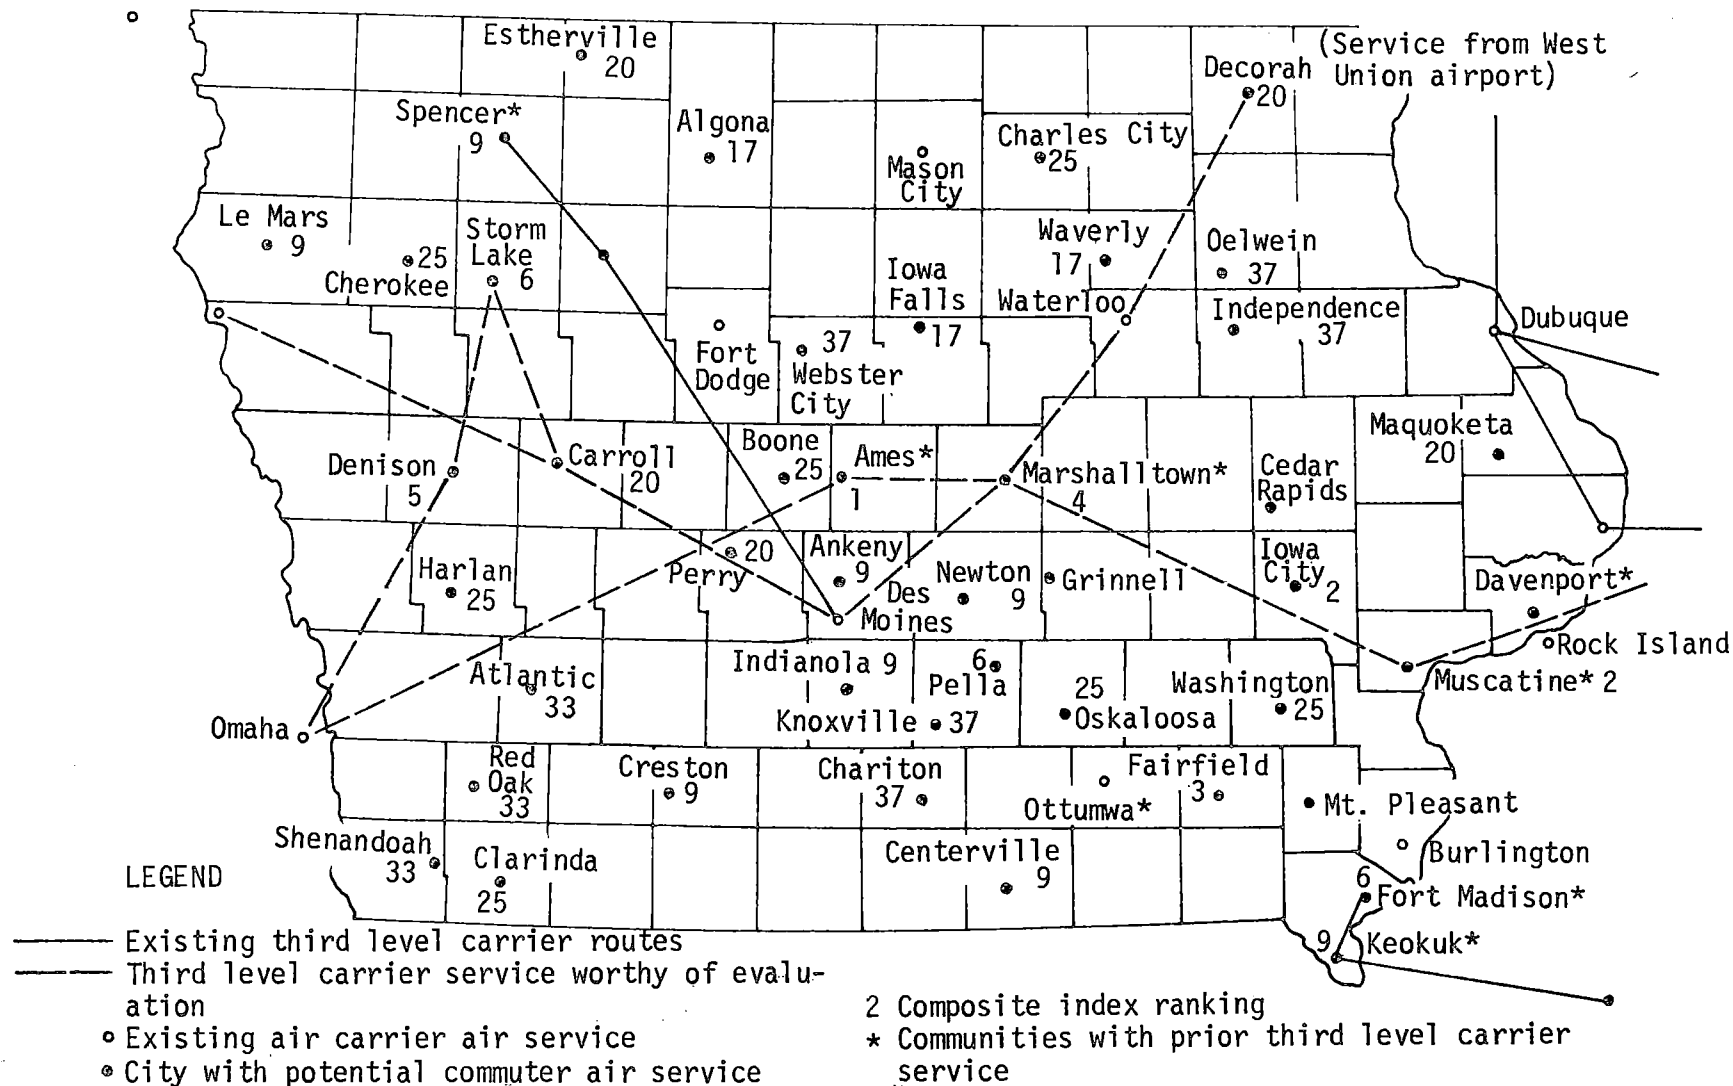 Estherville
20
(Service from West
Union airport)
Decorah
20
Spencer*
9
Algona
17
Mason
City
Charles City
25
Le Mars
9
25
Cherokee
Storm
Lake
6
Waverly
17
Oelwein
37
Iowa
Falls
17
Waterloo
Independence
37
Dubuque
Fort
Dodge
37
Webster
City
Maquoketa
20
Denison
5
Carroll
20
Boone
25
Ames*
1
Marshalltown*
4
Cedar
Rapids
Harlan
25
20
Perry
Ankeny
9
Des
Moines
Newton
9
Grinnell
Iowa
City
2
Davenport*
Rock Island
Muscatine* 2
Atlantic
33
Indianola 9
6
Pella
Knoxville
37
25
Oskaloosa
Washington
25
Omaha
Red
Oak
33
Creston
9
Chariton
37
Ottumwa*
Fairfield
3
Mt. Pleasant
Burlington
Shenandoah
33
Clarinda
25
Centerville
9
6
Fort Madison*
9
Keokuk*
LEGEND
Existing third level carrier routes
Third level carrier service worthy of evalu-
ation
Existing air carrier air service
City with potential commuter air service
2 Composite index ranking
* Communities with prior third level carrier
service